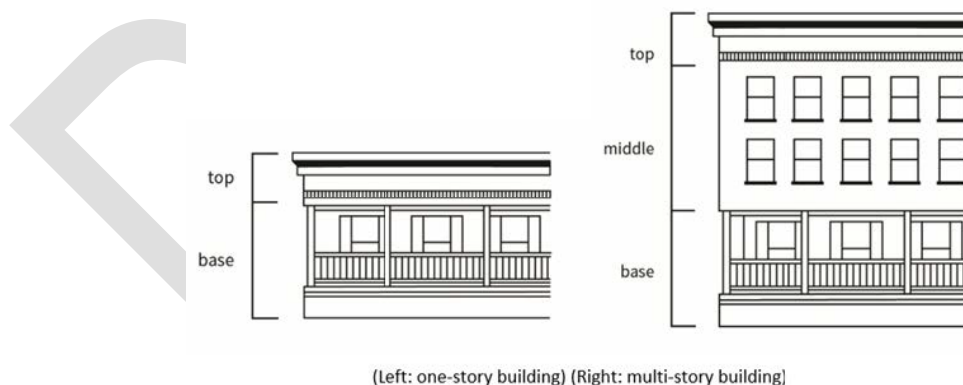 top
middle
base
top
base
(Left: one-story building) (Right: multi-story building)